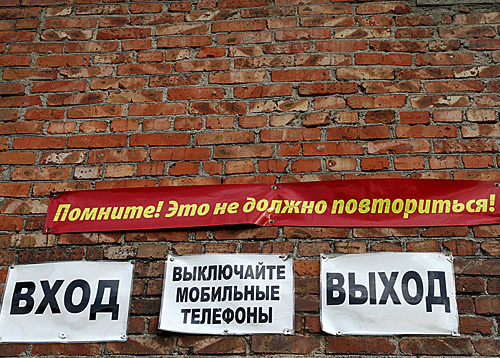 Помните! Это не должно повториться!
ВХОД
ВЫКЛЮЧАЙТЕ
МОБИЛЬНЫЕ
ТЕЛЕФОНЫ
ВЫХОД